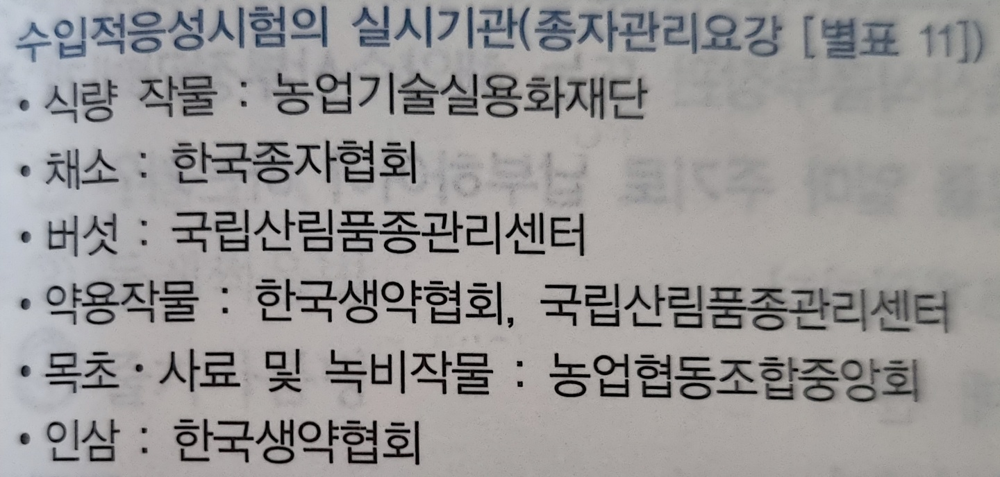 수입적응성시험의 실시기관(종자관리요강 [별표 11])
• 식량 작물 : 농업기술실용화재단
• 채소 : 한국종자협회
• 버섯 : 국립산림품종관리센터
• 약용작물 : 한국생약협회, 국립산림품종관리센터
• 목초·사료 및 녹비작물 : 농업협동조합중앙회
• 인삼 : 한국생약협회